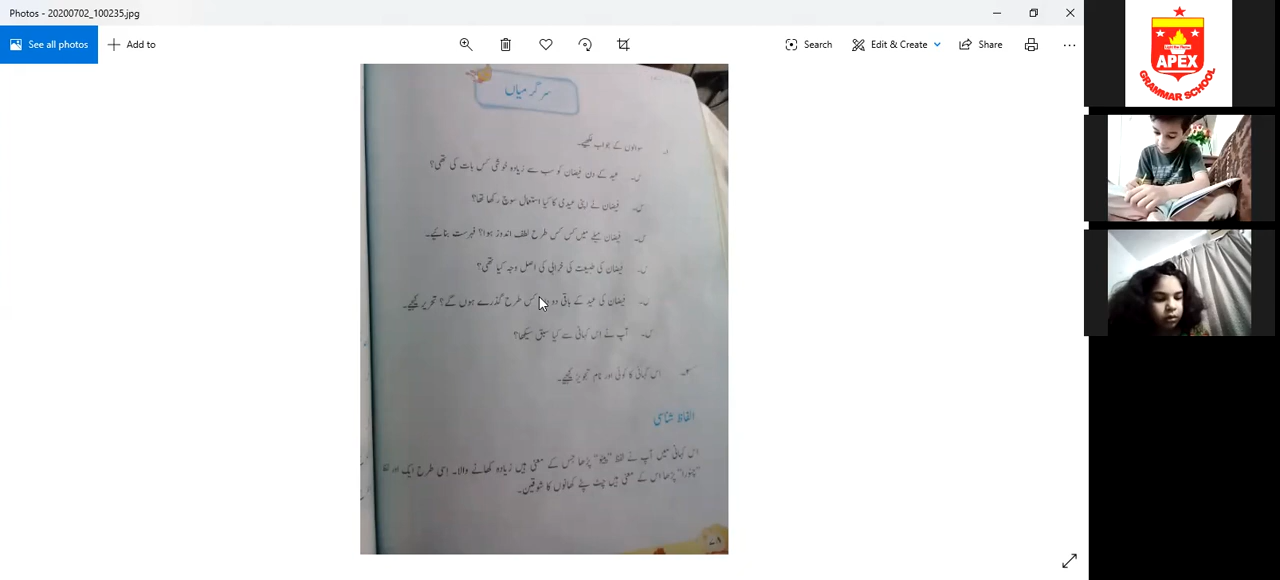 Photos - 20200702_100235.jpg
See all photos
Add to
Search
Edit & Create
Share
APEX
GRAMMAR SCHOOL
سرگرمیاں
سوالوں کے جواب لکھیے۔
س۔ عید کے دن فیضان کو سب سے زیادہ خوشی کس بات کی تھی؟
س۔ فیضان نے اپنی عیدی کا کیا استعمال سوچ رکھا تھا؟
س۔ فیضان میلے میں کس کس طرح لطف اندوز ہوا؟ فہرست بنائیے۔
س۔ فیضان کی طبیعت کی خرابی کی اصل وجہ کیا تھی؟
س۔ فیضان کی عید کے باقی دو کس طرح گذرے ہوں گے؟ تحریر کیجیے۔
س۔ آپ نے اس کہانی سے کیا سبق سیکھا؟
اس کہانی کا کوئی اور نام تجویز کیجیے۔
الفاظ شناسی
اس کہانی میں آپ نے لفظ "پیٹو" پڑھا جس کے معنی ہیں زیادہ کھانے والا۔ اسی طرح ایک اور
"چٹورا" پڑھا اس کے معنی ہیں چٹ پٹے کھانوں کا شوقین۔